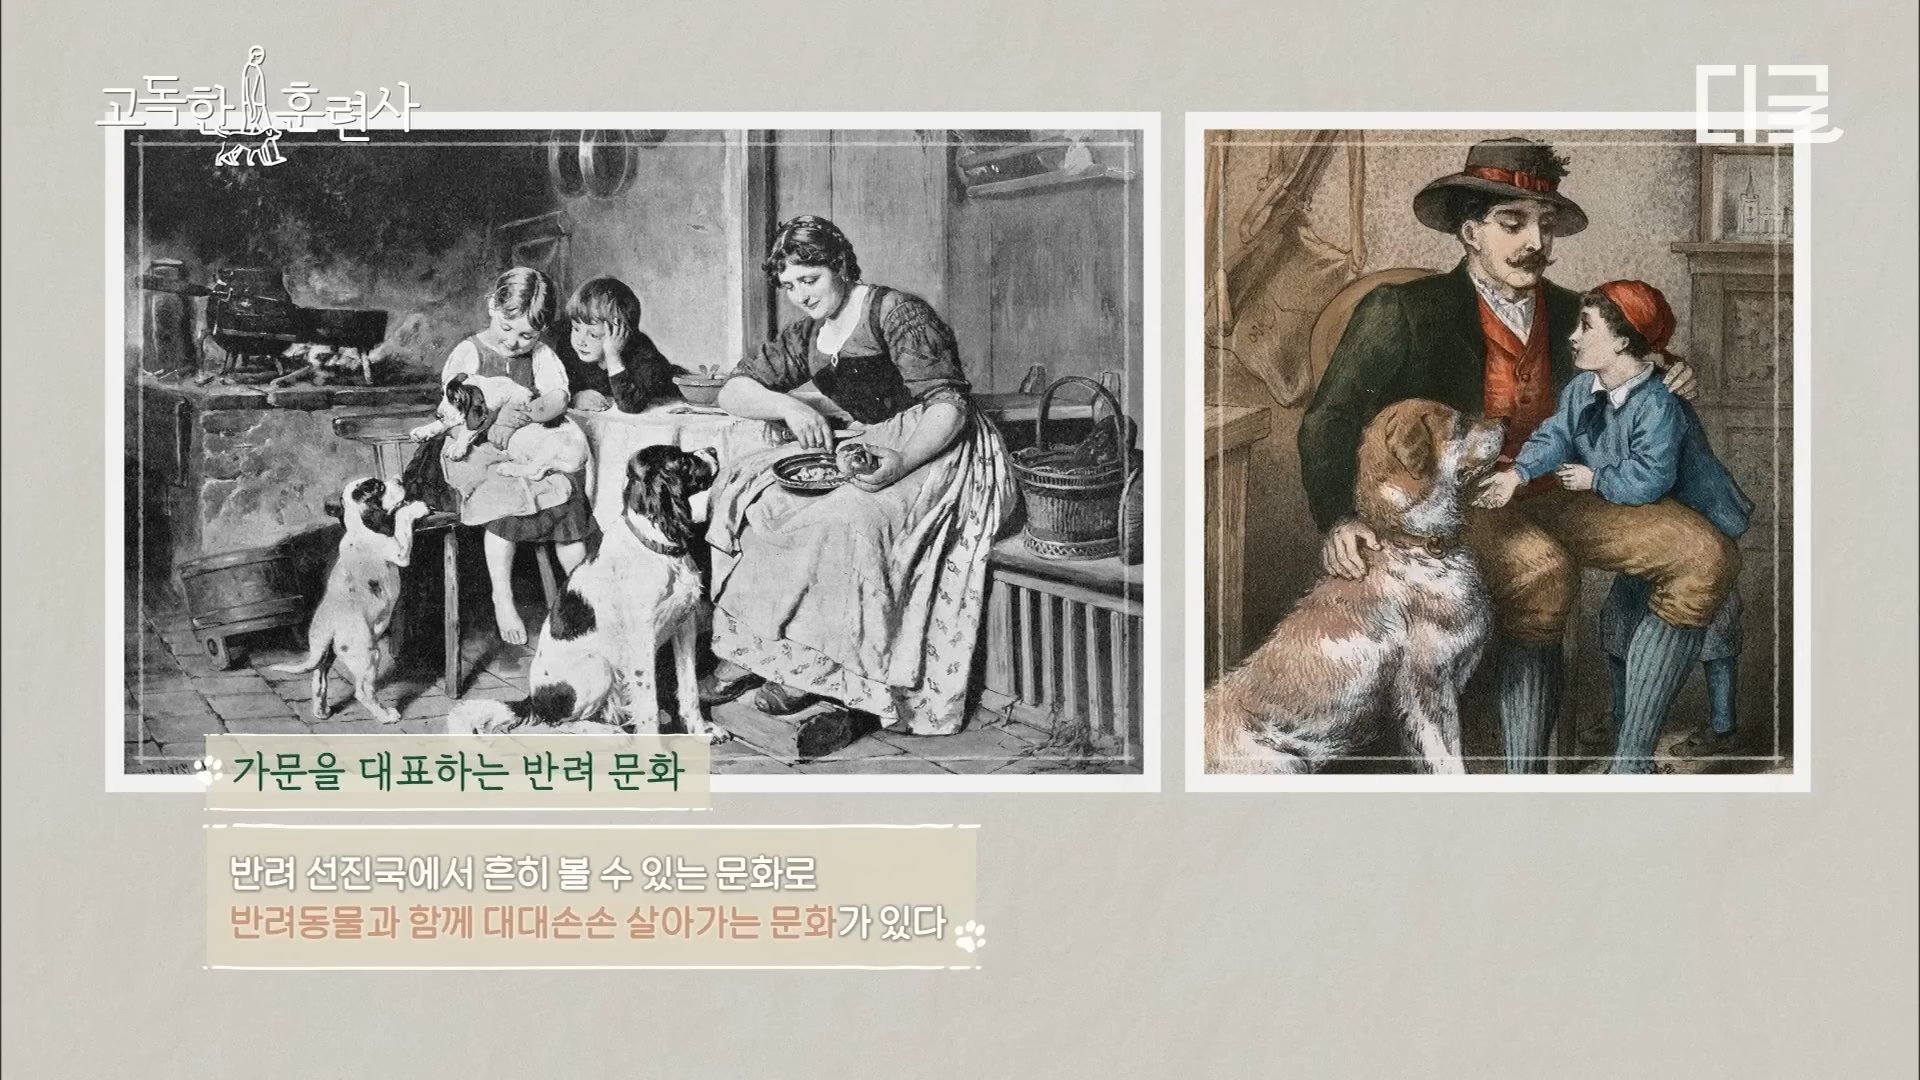 고독한 훈련사
디글
가문을 대표하는 반려 문화
반려 선진국에서 흔히 볼 수 있는 문화로
반려동물과 함께 대대손손 살아가는 문화가 있다